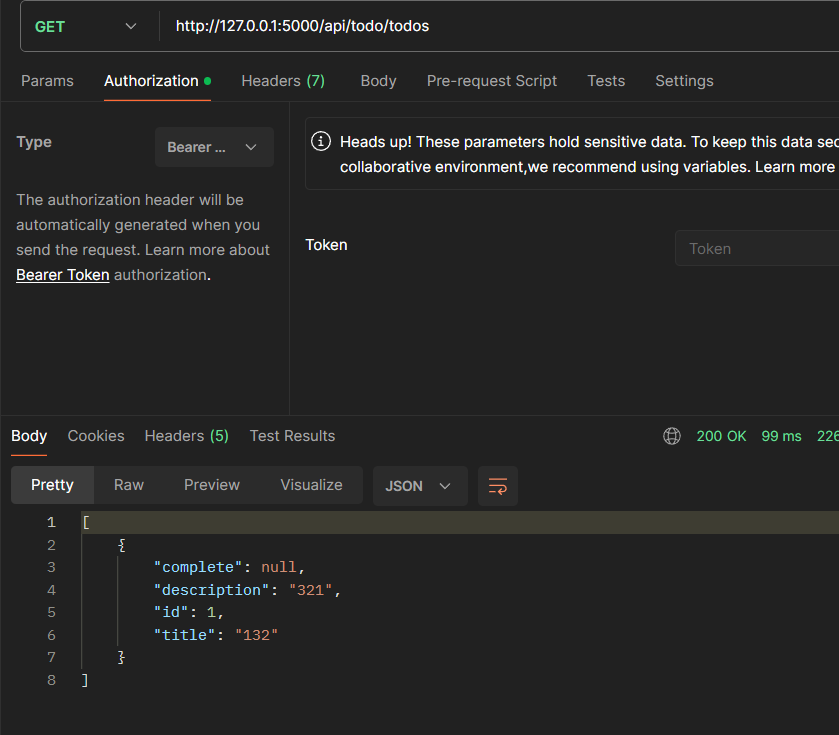 GET http://127.0.0.1:5000/api/todo/todos
Params Authorization Headers (7) Body Pre-request Script Tests Settings
Type Bearer ...
The authorization header will be
automatically generated when you
send the request. Learn more about
Bearer Token authorization.
Heads up! These parameters hold sensitive data. To keep this data sec
collaborative environment,we recommend using variables. Learn more
Token Token
Body Cookies Headers (5) Test Results 200 OK 99 ms 226
Pretty Raw Preview Visualize JSON
1 [
2 {
3 "complete": null,
4 "description": "321",
5 "id": 1,
6 "title": "132"
7 }
8 ]